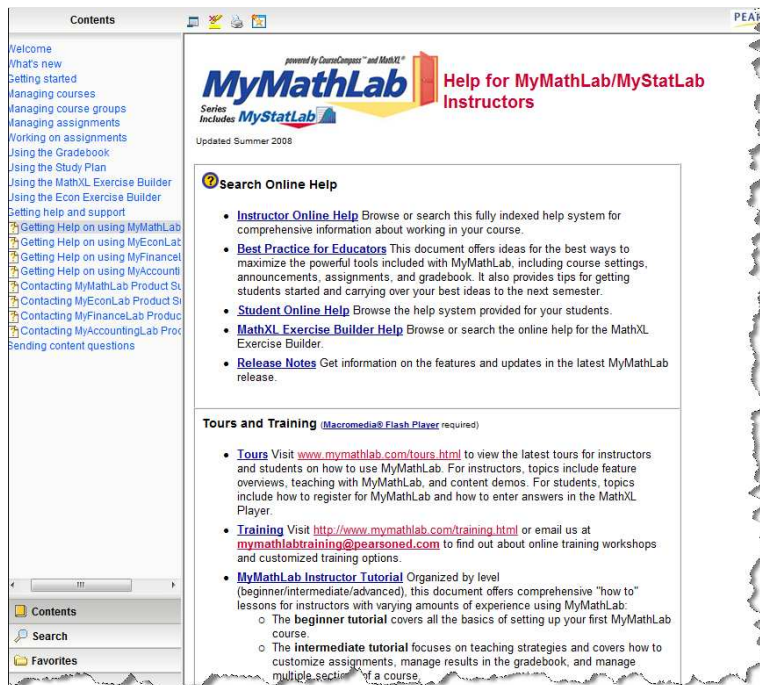 Contents
PEAR
Welcome
What's new
Getting started
Managing courses
Managing course groups
Managing assignments
Working on assignments
Using the Gradebook
Using the Study Plan
Using the MathXL Exercise Builder
Using the Econ Exercise Builder
Getting help and support
Getting Help on using MyMathLab
Getting Help on using MyEconLab
Getting Help on using MyFinanceL
Getting Help on using MyAccounti
Contacting MyMathLab Product Su
Contacting MyEconLab Product Su
Contacting MyFinanceLab Produc
Contacting MyAccountingLab Prod
Sending content questions
Contents
Search
Favorites
powered by CourseCompass™ and MathXL®
MyMathLab
Series
Includes MyStatLab
Help for MyMathLab/MyStatLab
Instructors
Updated Summer 2008
Search Online Help
• Instructor Online Help Browse or search this fully indexed help system for
comprehensive information about working in your course.
• Best Practice for Educators This document offers ideas for the best ways to
maximize the powerful tools included with MyMathLab, including course settings,
announcements, assignments, and gradebook. It also provides tips for getting
students started and carrying over your best ideas to the next semester.
• Student Online Help Browse the help system provided for your students.
• MathXL Exercise Builder Help Browse or search the online help for the MathXL
Exercise Builder.
• Release Notes Get information on the features and updates in the latest MyMathLab
release.
Tours and Training (Macromedia® Flash Player required)
• Tours Visit www.mymathlab.com/tours.html to view the latest tours for instructors
and students on how to use MyMathLab. For instructors, topics include feature
overviews, teaching with MyMathLab, and content demos. For students, topics
include how to register for MyMathLab and how to enter answers in the MathXL
Player.
• Training Visit http://www.mymathlab.com/training.html or email us at
mymathlabtraining@pearsoned.com to find out about online training workshops
and customized training options.
• MyMathLab Instructor Tutorial Organized by level
(beginner/intermediate/advanced), this document offers comprehensive "how to"
lessons for instructors with varying amounts of experience using MyMathLab:
o The beginner tutorial covers all the basics of setting up your first MyMathLab
course.
o The intermediate tutorial focuses on teaching strategies and covers how to
customize assignments, manage results in the gradebook, and manage
multiple sections of a course.